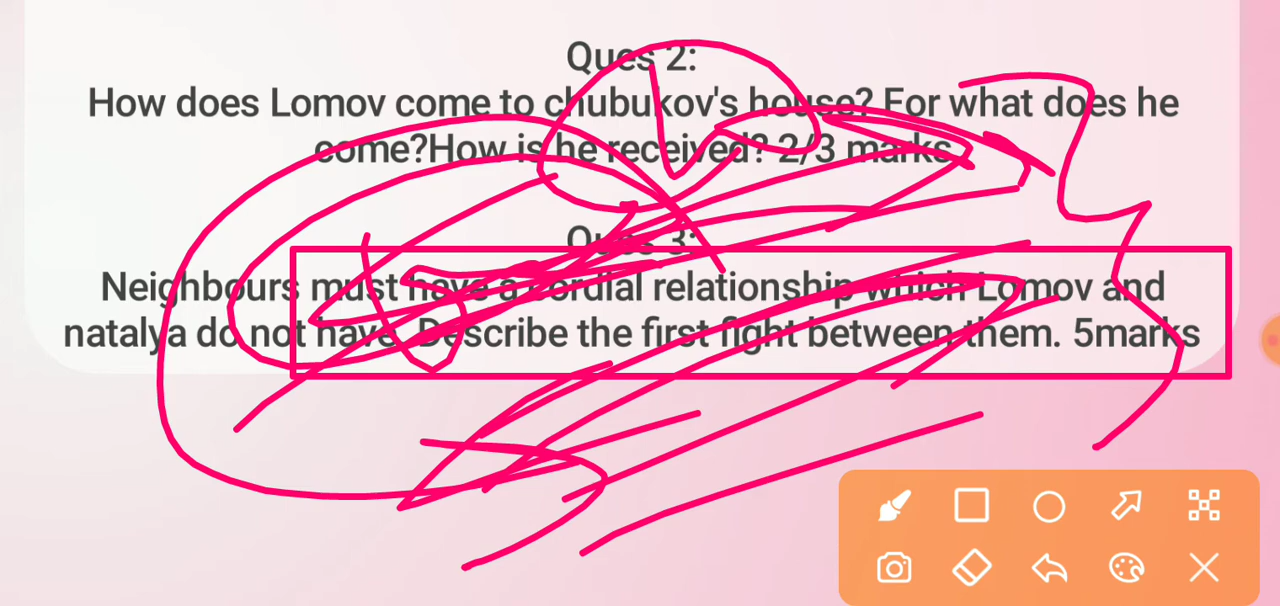 Ques 2:
How does Lomov come to chubukov's house? For what does he
come?How is he received? 2/3 marks
Ques 3:
Neighbours must have a cordial relationship which Lomov and
natalya do not have. Describe the first fight between them. 5marks